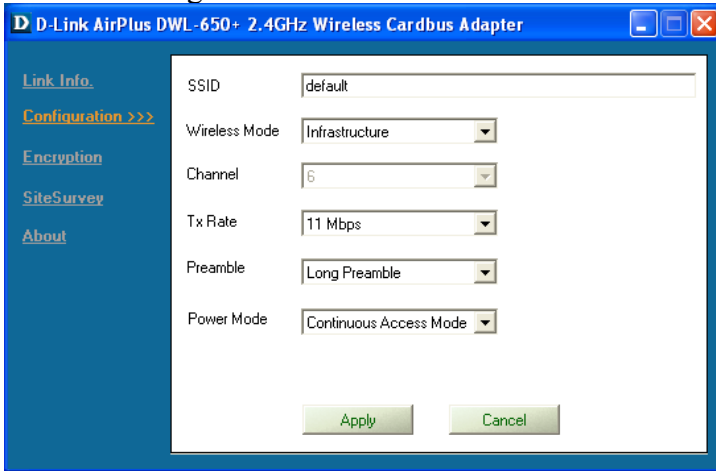 D D-Link AirPlus DWL-650+ 2.4GHz Wireless Cardbus Adapter
Link Info.
Configuration >>>
Encryption
SiteSurvey
About
SSID default
Wireless Mode Infrastructure
Channel 6
Tx Rate 11 Mbps
Preamble Long Preamble
Power Mode Continuous Access Mode
Apply Cancel